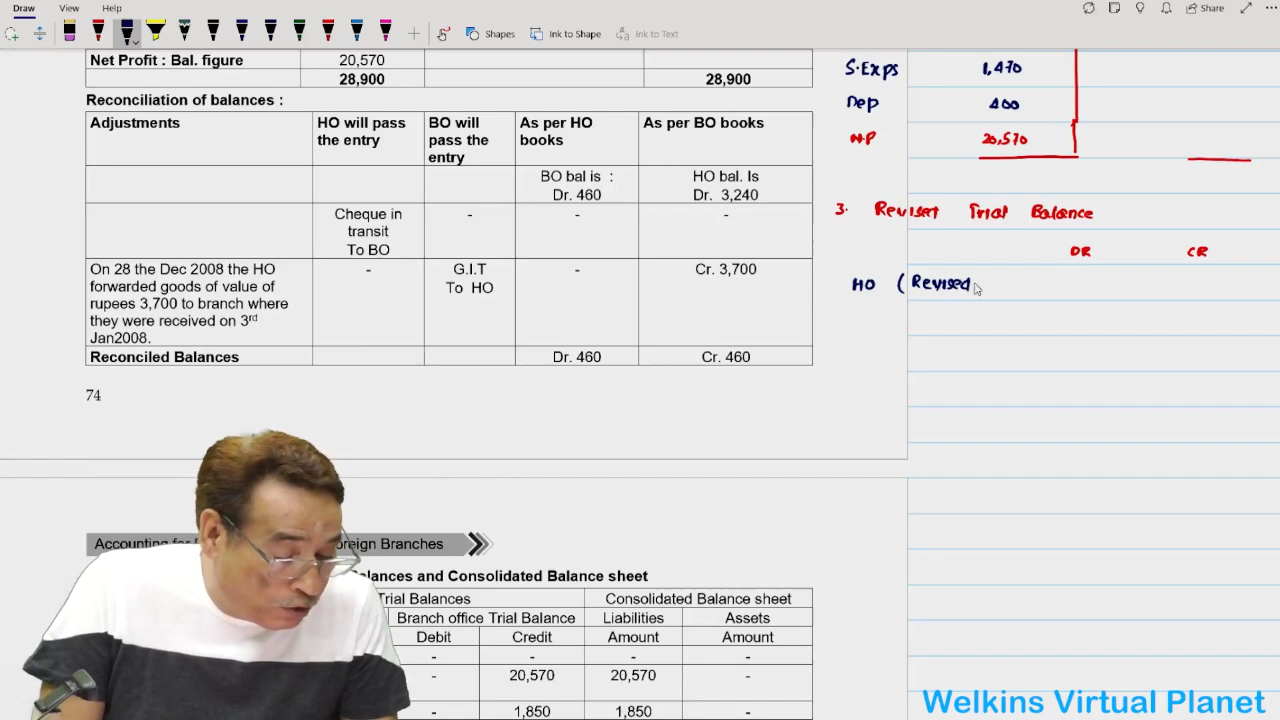 Draw View Help Share
Shapes Ink to Shape Ink to Text
Net Profit : Bal. figure 20,570
28,900 28,900
Reconciliation of balances :
Adjustments HO will pass the entry BO will pass the entry As per HO books As per BO books
BO bal is : Dr. 460 HO bal. Is Dr. 3,240
Cheque in transit To BO - - -
On 28 the Dec 2008 the HO - G.I.T - Cr. 3,700
forwarded goods of value of To HO
rupees 3,700 to branch where
they were received on 3rd
Jan2008.
Reconciled Balances Dr. 460 Cr. 460
74
Accounting for oreign Branches
alances and Consolidated Balance sheet
Trial Balances Consolidated Balance sheet
Branch office Trial Balance Liabilities Assets
Debit Credit Amount Amount
- - - -
- 20,570 20,570 -
- 1,850 1,850 -
S.Exps 1,470
Dep 400
N.P 20,570
3. Revised Trial Balance
DR CR
HO (Revised
Welkins Virtual Planet